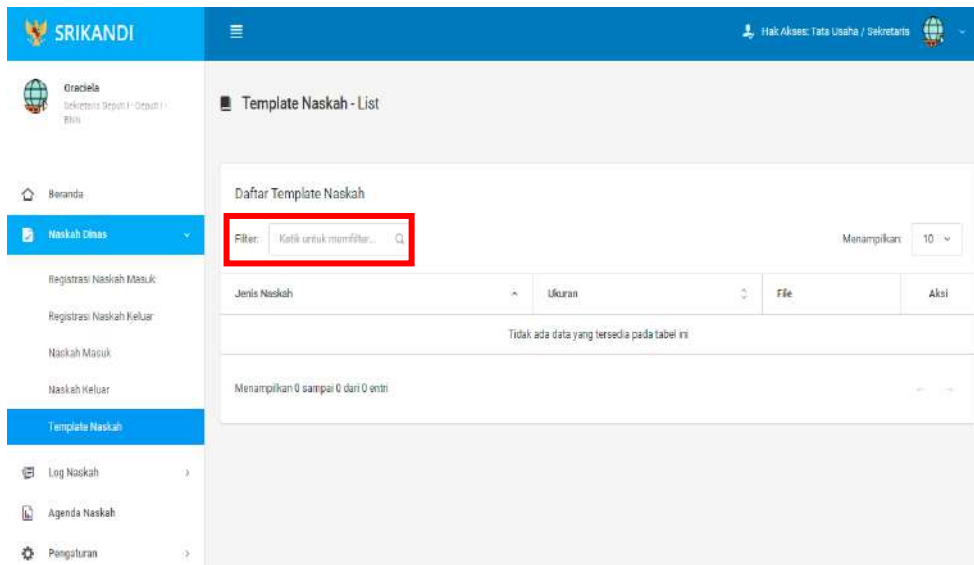 SRIKANDI
Hak Akses: Tata Usaha / Sekretaris
Graciela
Sekretaris Deputi I - Deputi I -
Template Naskah - List
Beranda
Daftar Template Naskah
Naskah Dinas
Filter: Ketik untuk memfilter...
Menampilkan: 10
Registrasi Naskah Masuk
Jenis Naskah Ukuran File Aksi
Registrasi Naskah Keluar
Tidak ada data yang tersedia pada tabel ini
Naskah Masuk
Naskah Keluar
Menampilkan 0 sampai 0 dari 0 entri
Template Naskah
Log Naskah
Agenda Naskah
Pengaturan